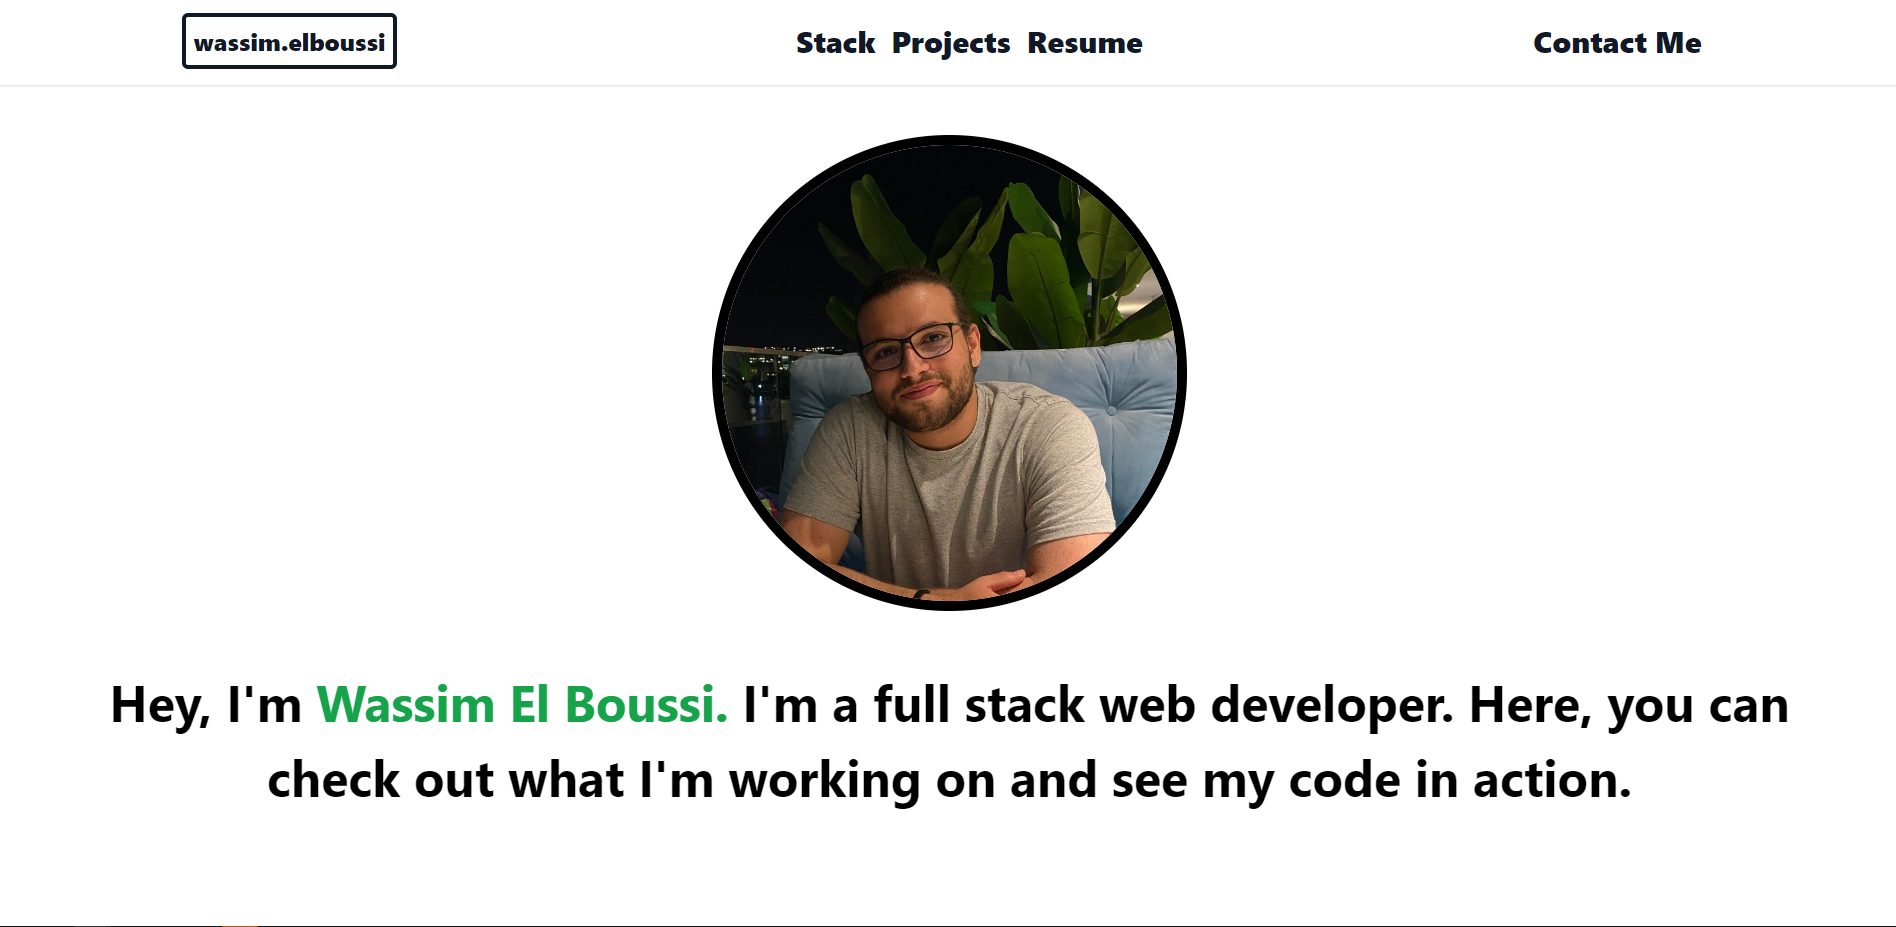 wassim.elboussi
Stack Projects Resume
Contact Me
Hey, I'm Wassim El Boussi. I'm a full stack web developer. Here, you can
check out what I'm working on and see my code in action.